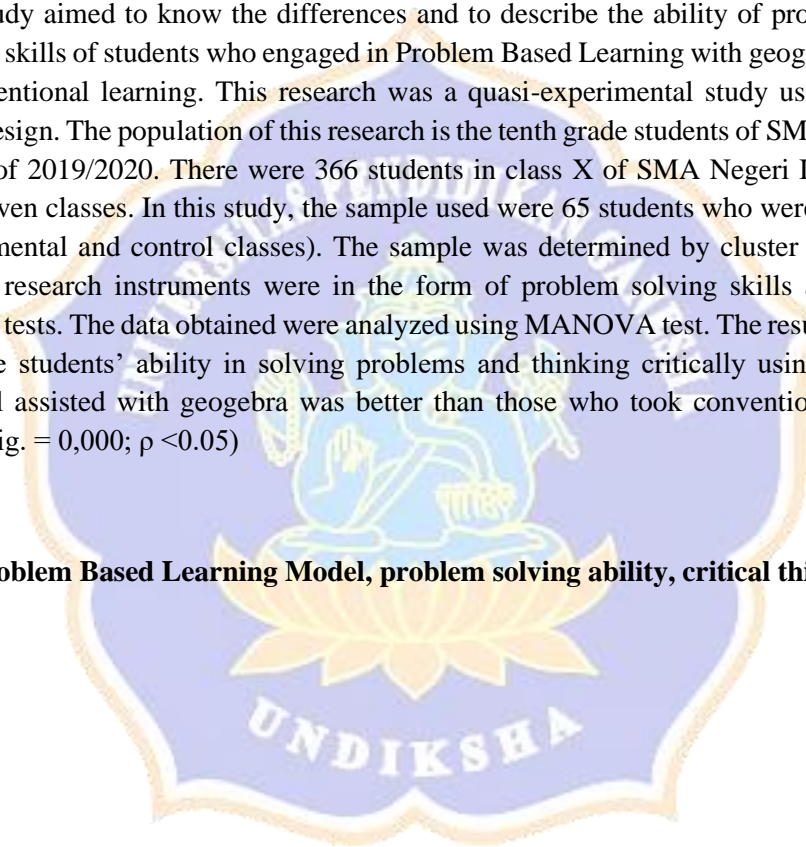 udy aimed to know the differences and to describe the ability of pro
skills of students who engaged in Problem Based Learning with geog
entional learning. This research was a quasi-experimental study us
esign. The population of this research is the tenth grade students of SM
of 2019/2020. There were 366 students in class X of SMA Negeri I
ven classes. In this study, the sample used were 65 students who were
mental and control classes). The sample was determined by cluster
research instruments were in the form of problem solving skills a
tests. The data obtained were analyzed using MANOVA test. The resu
e students’ ability in solving problems and thinking critically usin
l assisted with geogebra was better than those who took conventio
ig. = 0,000; ρ <0.05)
oblem Based Learning Model, problem solving ability, critical thi
UNIVERSITAS PENDIDIKAN GANESHA
UNDIKSHA